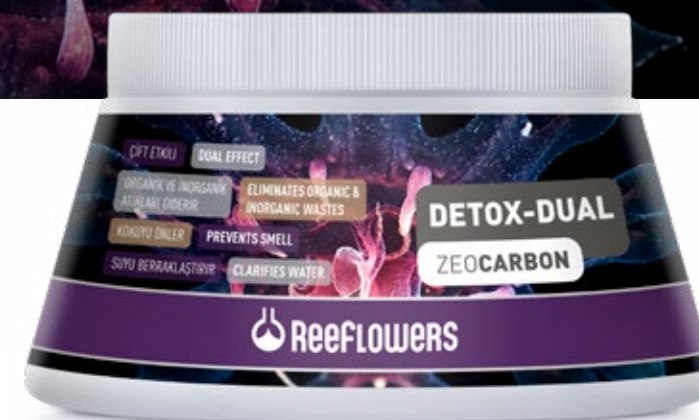 ÇİFT ETKİLİ
DUAL EFFECT
ORGANİK VE İNORGANİK
ATIKLARI GİDERİR
ELIMINATES ORGANIC &
INORGANIC WASTES
KOKUYU ÖNLER
PREVENTS SMELL
SUYU BERRAKLAŞTIRIR
CLARIFIES WATER
DETOX-DUAL
ZEOCARBON
REEFLOWERS